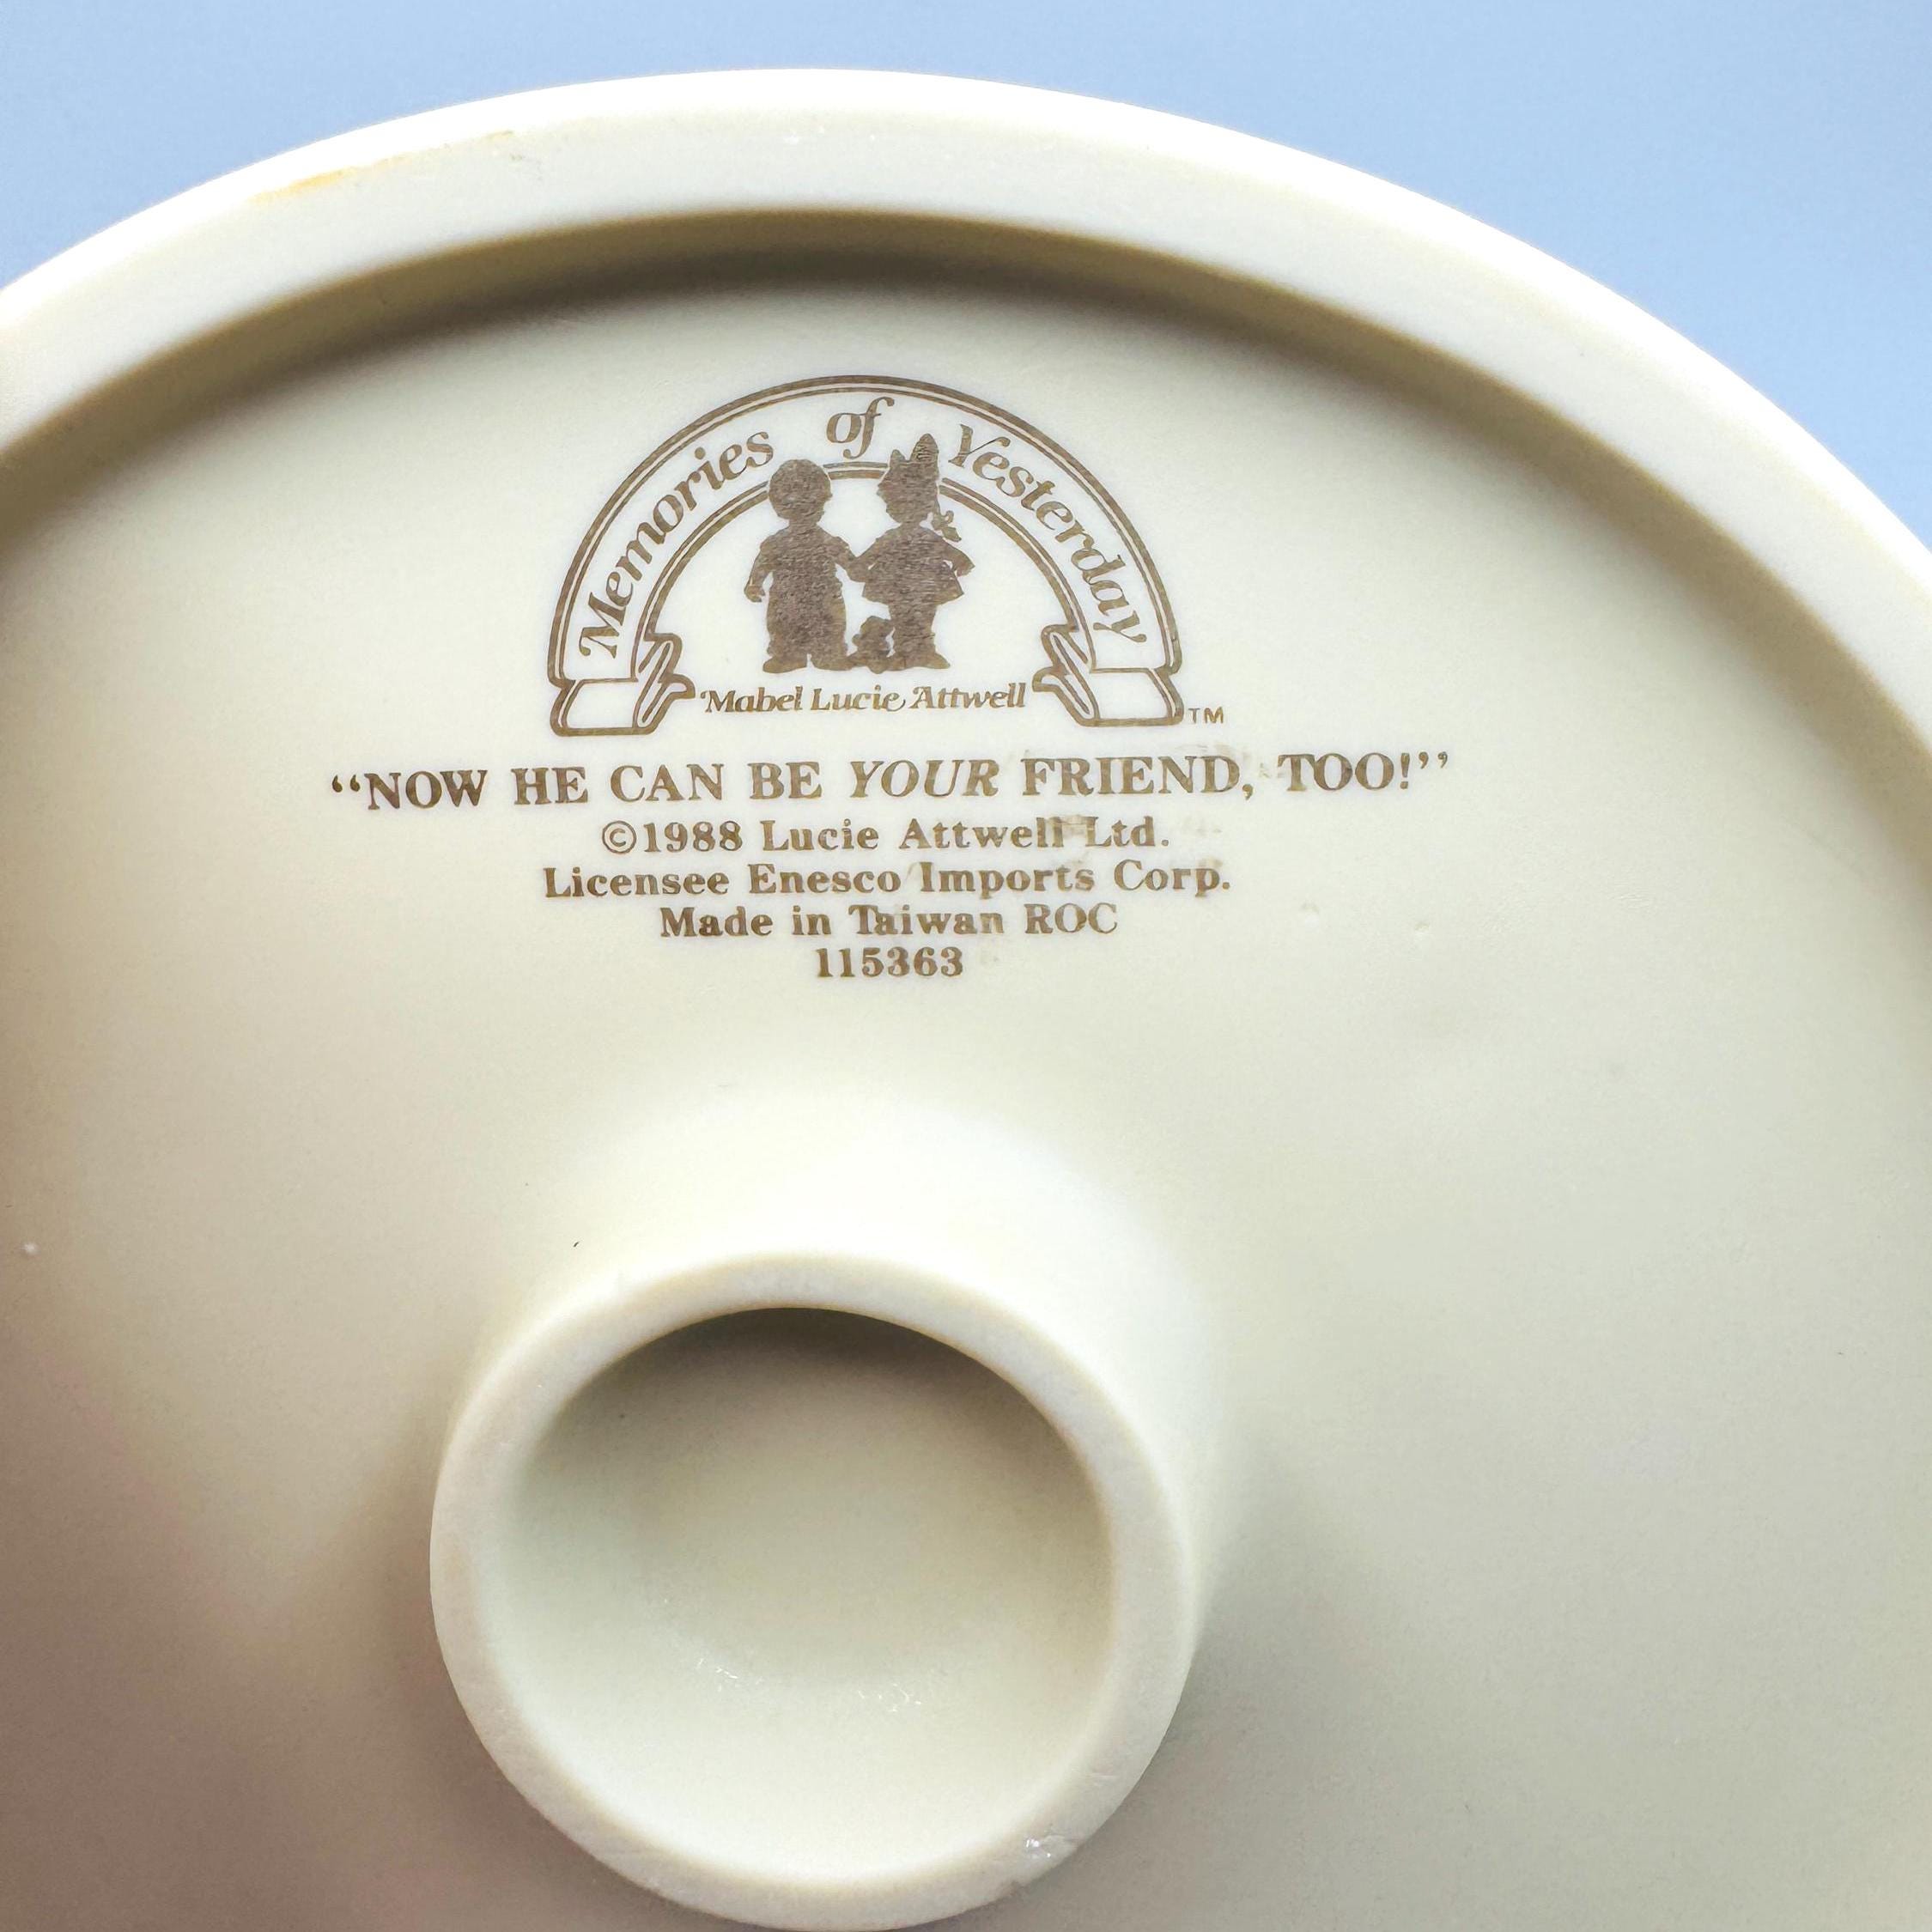 Memories of Yesterday
Mabel Lucie Attwell
TM
“NOW HE CAN BE YOUR FRIEND, TOO!”
©1988 Lucie Attwell Ltd.
Licensee Enesco Imports Corp.
Made in Taiwan ROC
115363